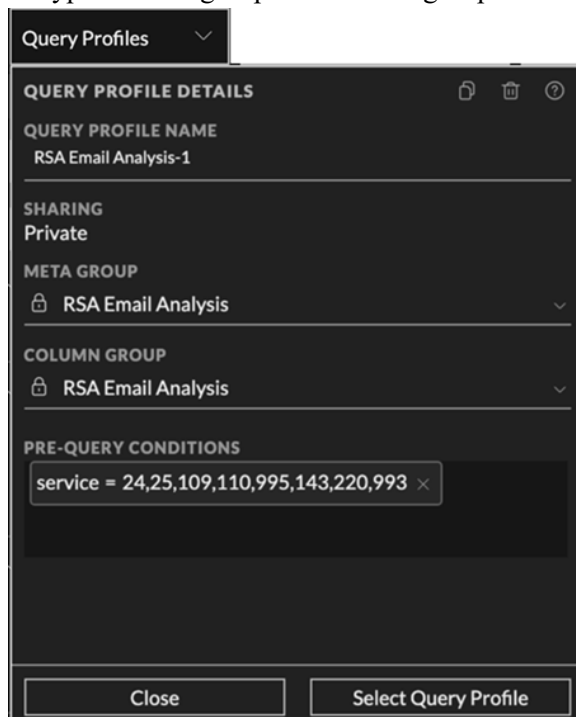 Query Profiles
QUERY PROFILE DETAILS
QUERY PROFILE NAME
RSA Email Analysis-1
SHARING
Private
META GROUP
RSA Email Analysis
COLUMN GROUP
RSA Email Analysis
PRE-QUERY CONDITIONS
service = 24,25,109,110,995,143,220,993 ×
Close Select Query Profile